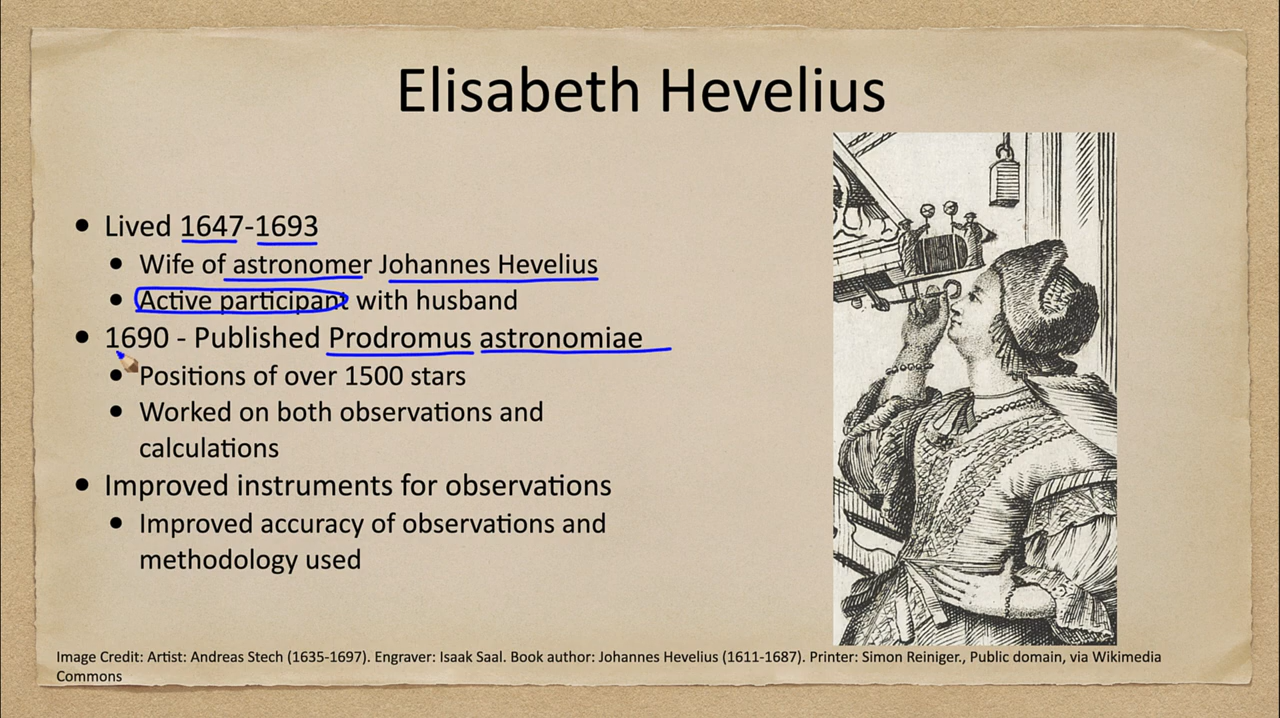 Elisabeth Hevelius
• Lived 1647-1693
• Wife of astronomer Johannes Hevelius
• Active participant with husband
• 1690 - Published Prodromus astronomiae
• Positions of over 1500 stars
• Worked on both observations and
calculations
• Improved instruments for observations
• Improved accuracy of observations and
methodology used
Image Credit: Artist: Andreas Stech (1635-1697). Engraver: Isaak Saal. Book author: Johannes Hevelius (1611-1687). Printer: Simon Reiniger., Public domain, via Wikimedia
Commons